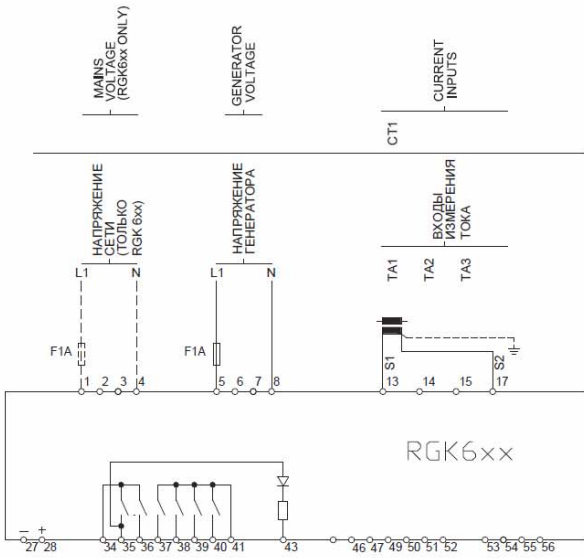 MAINS
VOLTAGE
(RGK6xx ONLY)
GENERATOR
VOLTAGE
CURRENT
INPUTS
CT1
НАПРЯЖЕНИЕ
СЕТИ
(ТОЛЬКО
RGK 6xx)
НАПРЯЖЕНИЕ
ГЕНЕРАТОРА
ВХОДЫ
ИЗМЕРЕНИЯ
ТОКА
L1 N L1 N TA1 TA2 TA3
F1A F1A S1 S2
1 2 3 4 5 6 7 8 13 14 15 17
RGK6xx
– +
27 28 34 35 36 37 38 39 40 41 43 46 47 49 50 51 52 53 54 55 56